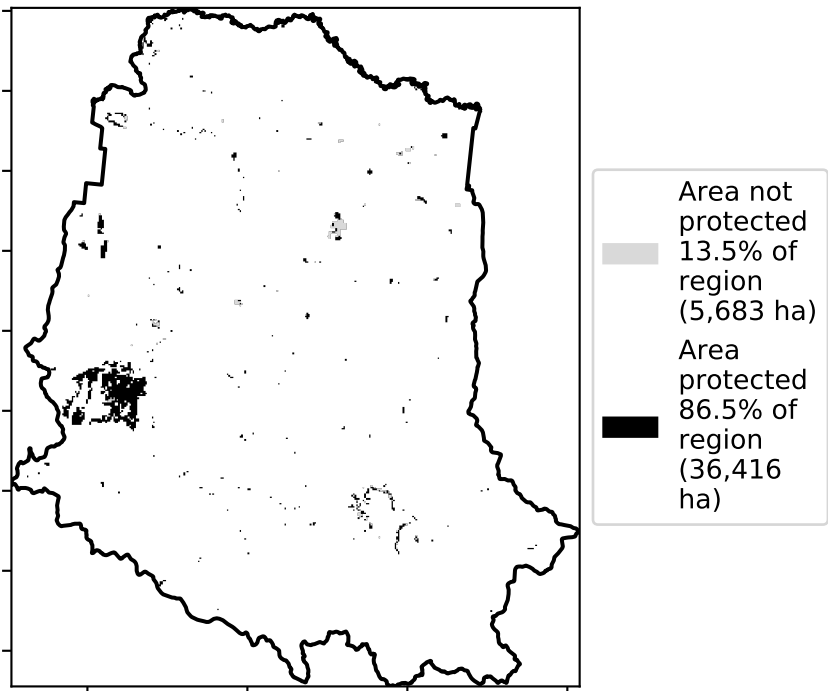 Area not
protected
13.5% of
region
(5,683 ha)
Area
protected
86.5% of
region
(36,416
ha)